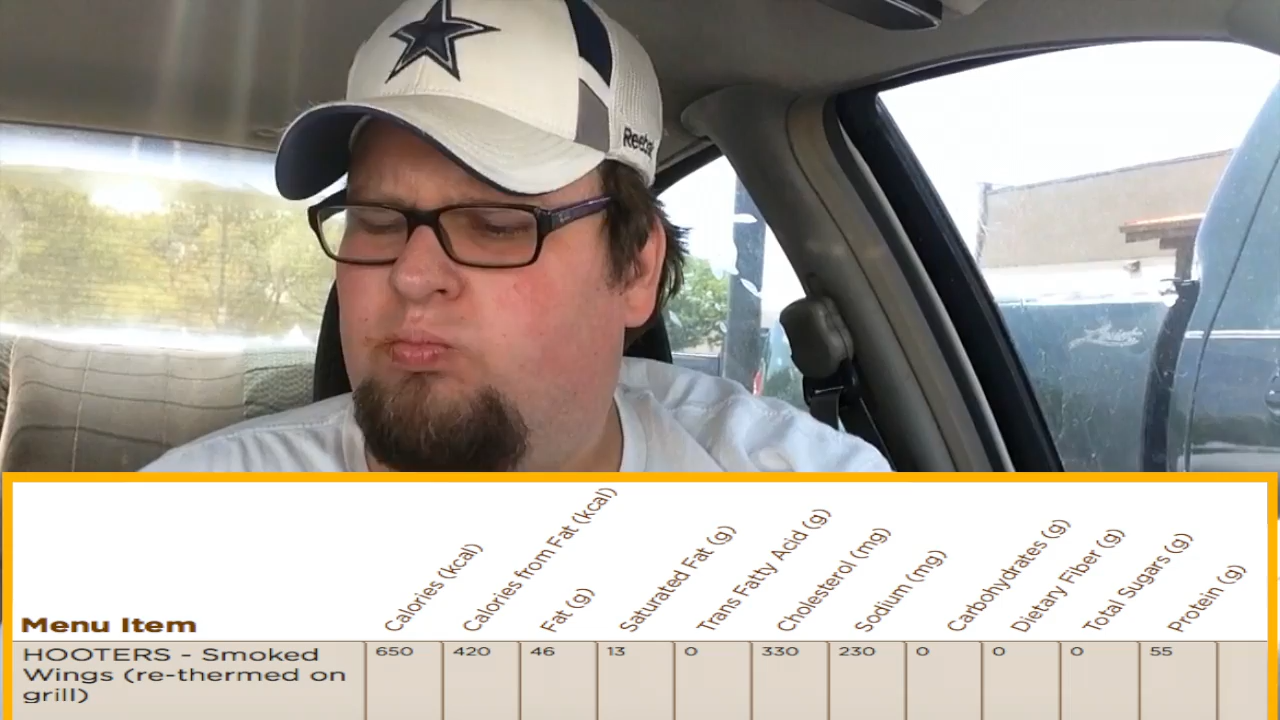 Reebok
Calories (kcal)
Calories from Fat (kcal)
Fat (g)
Saturated Fat (g)
Trans Fatty Acid (g)
Cholesterol (mg)
Sodium (mg)
Carbohydrates (g)
Dietary Fiber (g)
Total Sugars (g)
Protein (g)
Menu Item
HOOTERS - Smoked 650 420 46 13 0 330 230 0 0 0 55
Wings (re-thermed on
grill)